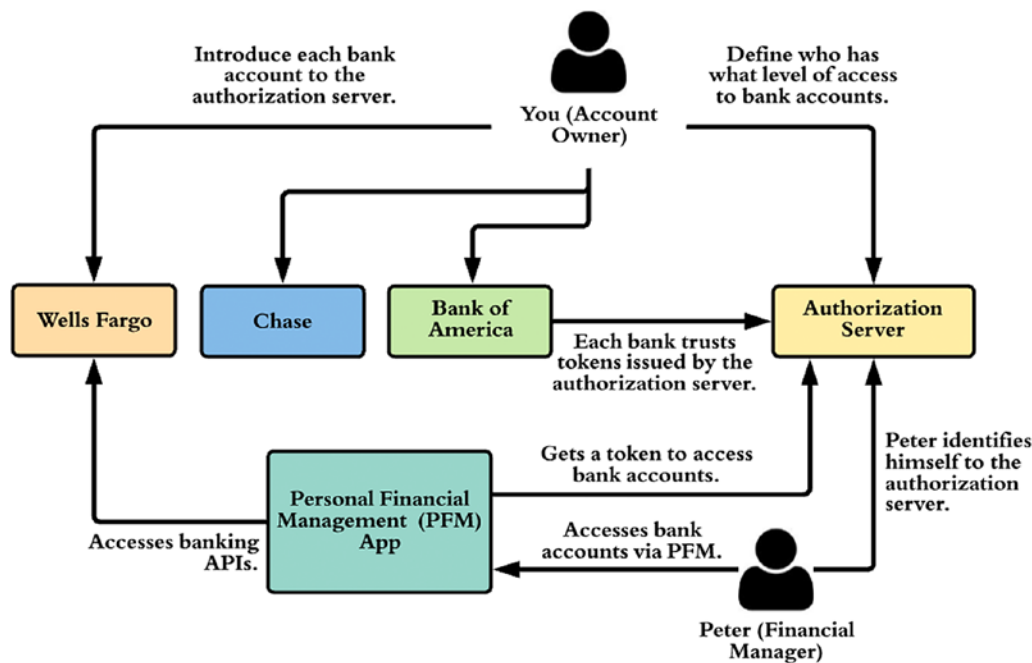 Introduce each bank
account to the
authorization server.
Define who has
what level of access
to bank accounts.
You (Account
Owner)
Wells Fargo
Chase
Bank of
America
Authorization
Server
Each bank trusts
tokens issued by the
authorization server.
Gets a token to access
bank accounts.
Peter identifies
himself to the
authorization
server.
Personal Financial
Management (PFM)
App
Accesses banking
APIs.
Accesses bank
accounts via PFM.
Peter (Financial
Manager)